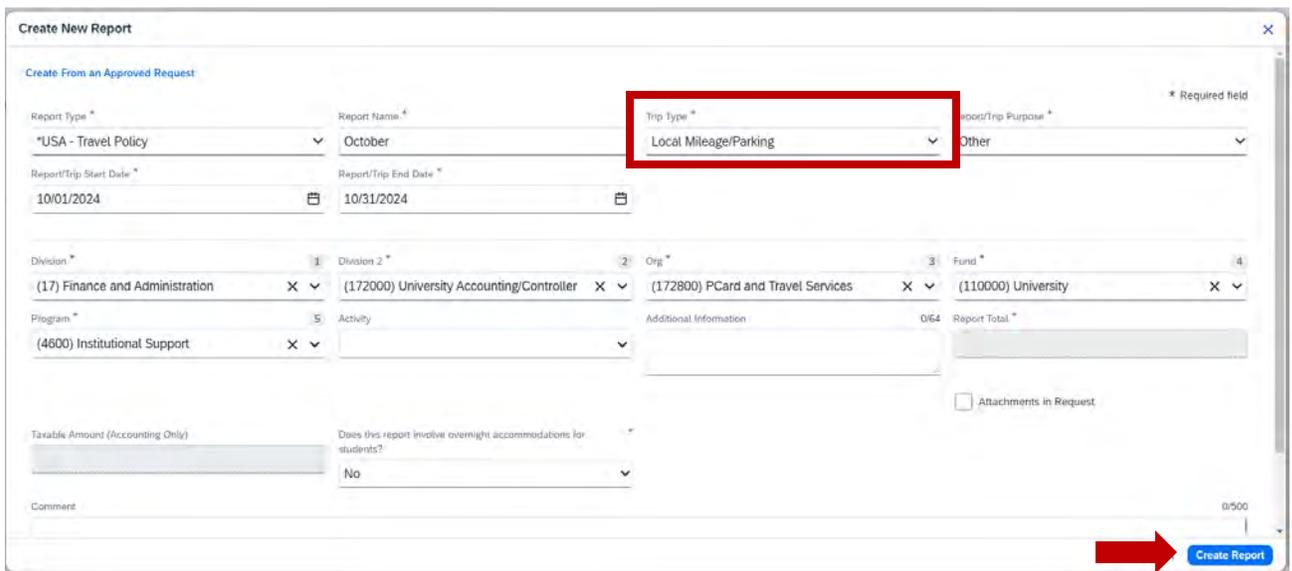 Create New Report
Create From an Approved Request
* Required field
Report Type * Report Name * Trip Type * eport/Trip Purpose *
*USA - Travel Policy October Local Mileage/Parking Other
Report/Trip Start Date * Report/Trip End Date *
10/01/2024 10/31/2024
Division * 1 Division 2 * 2 Org * 3 Fund * 4
(17) Finance and Administration (172000) University Accounting/Controller (172800) PCard and Travel Services (110000) University
Program * 5 Activity Additional Information 0/64 Report Total *
(4600) Institutional Support
Attachments in Request
Taxable Amount (Accounting Only) Does this report involve overnight accommodations for students? *
No
Comment 0/500
Create Report